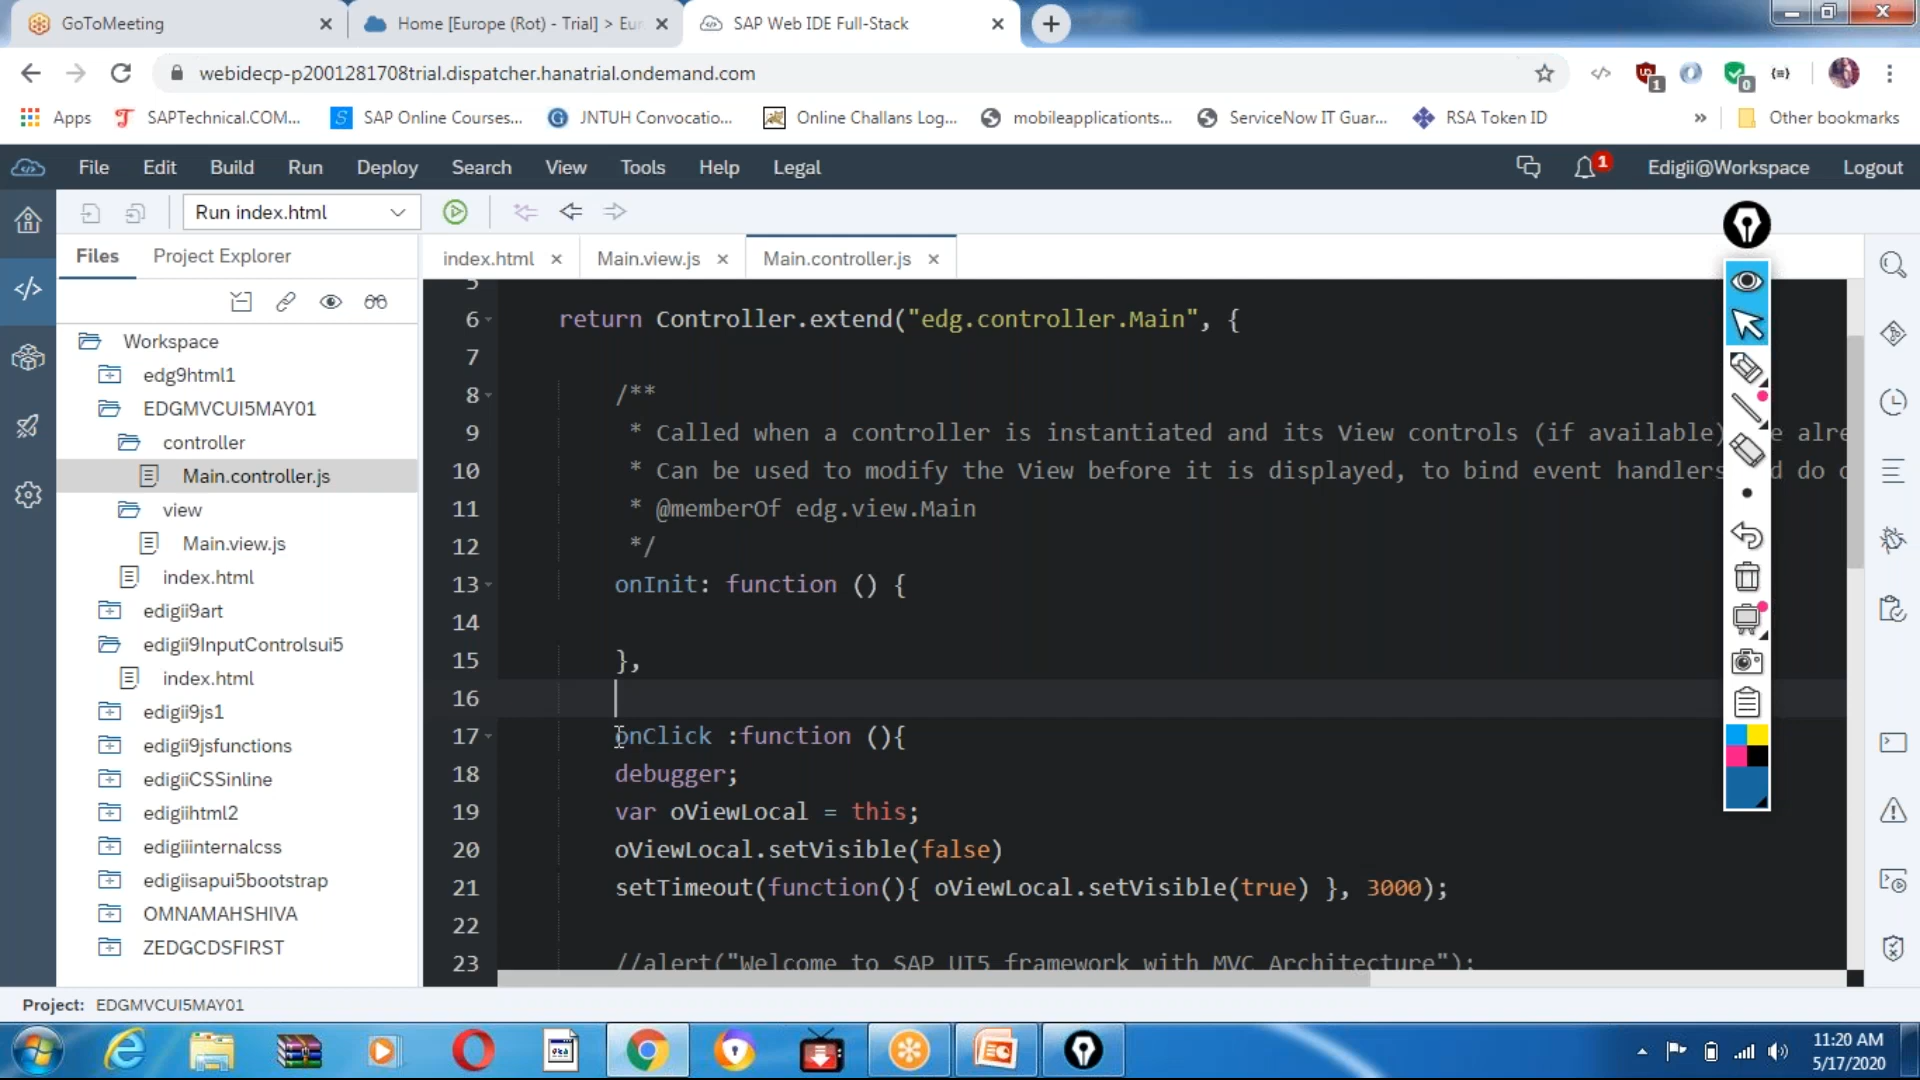 GoToMeeting
Home [Europe (Rot) - Trial] > Eur
SAP Web IDE Full-Stack
webidecp-p2001281708trial.dispatcher.hanatrial.ondemand.com
1
0
Apps
SAPTechnical.COM...
SAP Online Courses...
JNTUH Convocatio...
Online Challans Log...
mobileapplicationts...
ServiceNow IT Guar...
RSA Token ID
»
Other bookmarks
File Edit Build Run Deploy Search View Tools Help Legal
1
Edigii@Workspace
Logout
Run index.html
Files
Project Explorer
index.html
Main.view.js
Main.controller.js
Workspace
edg9html1
EDGMVCUI5MAY01
controller
Main.controller.js
view
Main.view.js
index.html
edigii9art
edigii9InputControlsui5
index.html
edigii9js1
edigii9jsfunctions
edigiiCSSinline
edigiihtml2
edigiiinternalcss
edigiisapui5bootstrap
OMNAMAHSHIVA
ZEDGCDSFIRST
5
6 return Controller.extend("edg.controller.Main", {
7
8 /**
9 * Called when a controller is instantiated and its View controls (if available) alre
10 * Can be used to modify the View before it is displayed, to bind event handlers d do o
11 * @memberOf edg.view.Main
12 */
13 onInit: function () {
14
15 },
16
17 onClick :function (){
18 debugger;
19 var oViewLocal = this;
20 oViewLocal.setVisible(false)
21 setTimeout(function(){ oViewLocal.setVisible(true) }, 3000);
22
23 //alert("Welcome to SAP UI5 framework with MVC Architecture");
Project: EDGMVCUI5MAY01
11:20 AM
5/17/2020